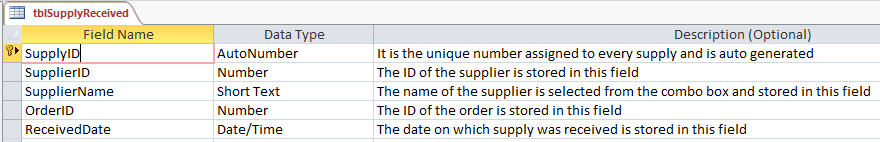 tblSupplyReceived
Field Name Data Type Description (Optional)
SupplyID AutoNumber It is the unique number assigned to every supply and is auto generated
SupplierID Number The ID of the supplier is stored in this field
SupplierName Short Text The name of the supplier is selected from the combo box and stored in this field
OrderID Number The ID of the order is stored in this field
ReceivedDate Date/Time The date on which supply was received is stored in this field